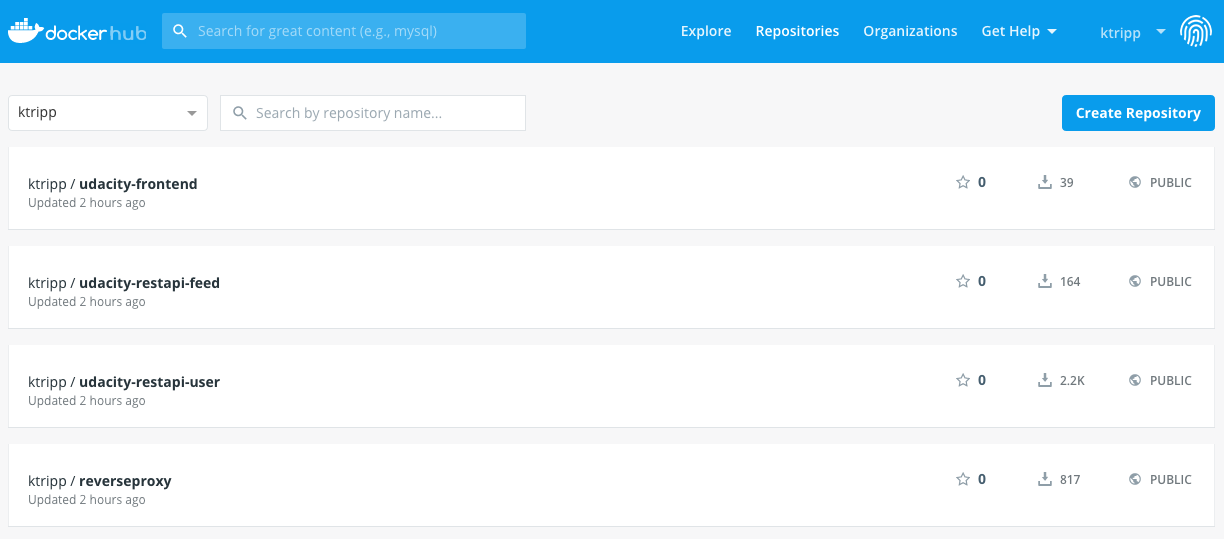 docker hub Search for great content (e.g., mysql) Explore Repositories Organizations Get Help ktripp
ktripp Search by repository name... Create Repository
ktripp / udacity-frontend 0 39 PUBLIC
Updated 2 hours ago
ktripp / udacity-restapi-feed 0 164 PUBLIC
Updated 2 hours ago
ktripp / udacity-restapi-user 0 2.2K PUBLIC
Updated 2 hours ago
ktripp / reverseproxy 0 817 PUBLIC
Updated 2 hours ago